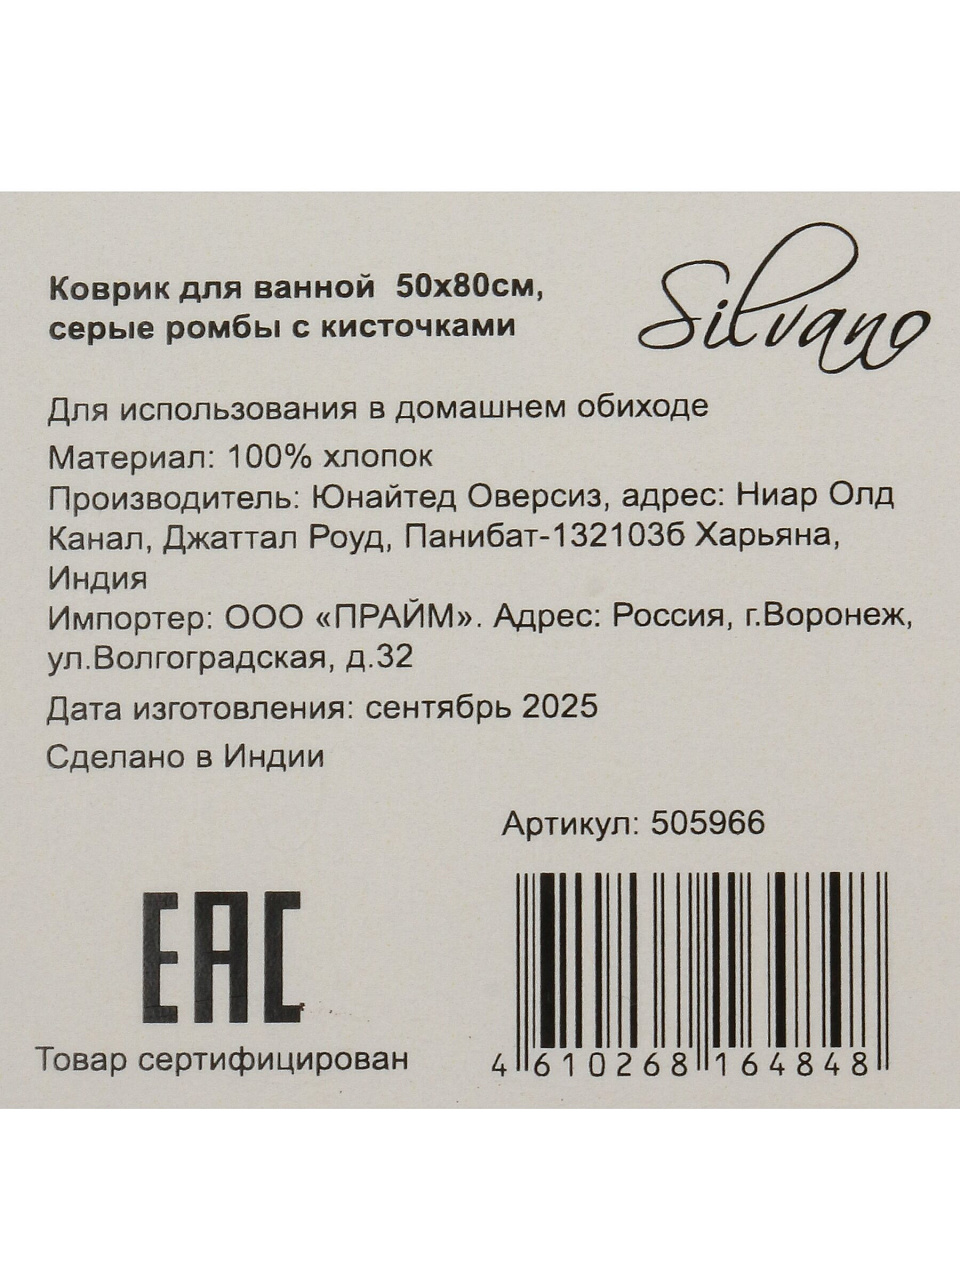 Silvano
Коврик для ванной 50х80см,
серые ромбы с кисточками
Для использования в домашнем обиходе
Материал: 100% хлопок
Производитель: Юнайтед Оверсиз, адрес: Ниар Олд
Канал, Джаттал Роуд, Панибат-132103б Харьяна,
Индия
Импортер: ООО «ПРАЙМ». Адрес: Россия, г.Воронеж,
ул.Волгоградская, д.32
Дата изготовления: сентябрь 2025
Сделано в Индии
Артикул: 505966
ЕАС
Товар сертифицирован
4 610268 164848